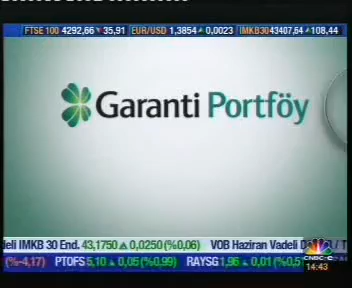 FTSE 100 4292,66 ▼ 35,91 EUR/USD 1,3854 ▲ 0,0023 IMKB30 43407,64 ▲ 108,44
Garanti Portföy
deli IMKB 30 End. 43,1750 ▲ 0,0250 (%0,06) VOB Haziran Vadeli
(%-4,17) PTOFS 5,10 ▲ 0,05 (%0,99) RAYSG 1,96 ▲ 0,01 (%0,5
CNBC-e
14:43